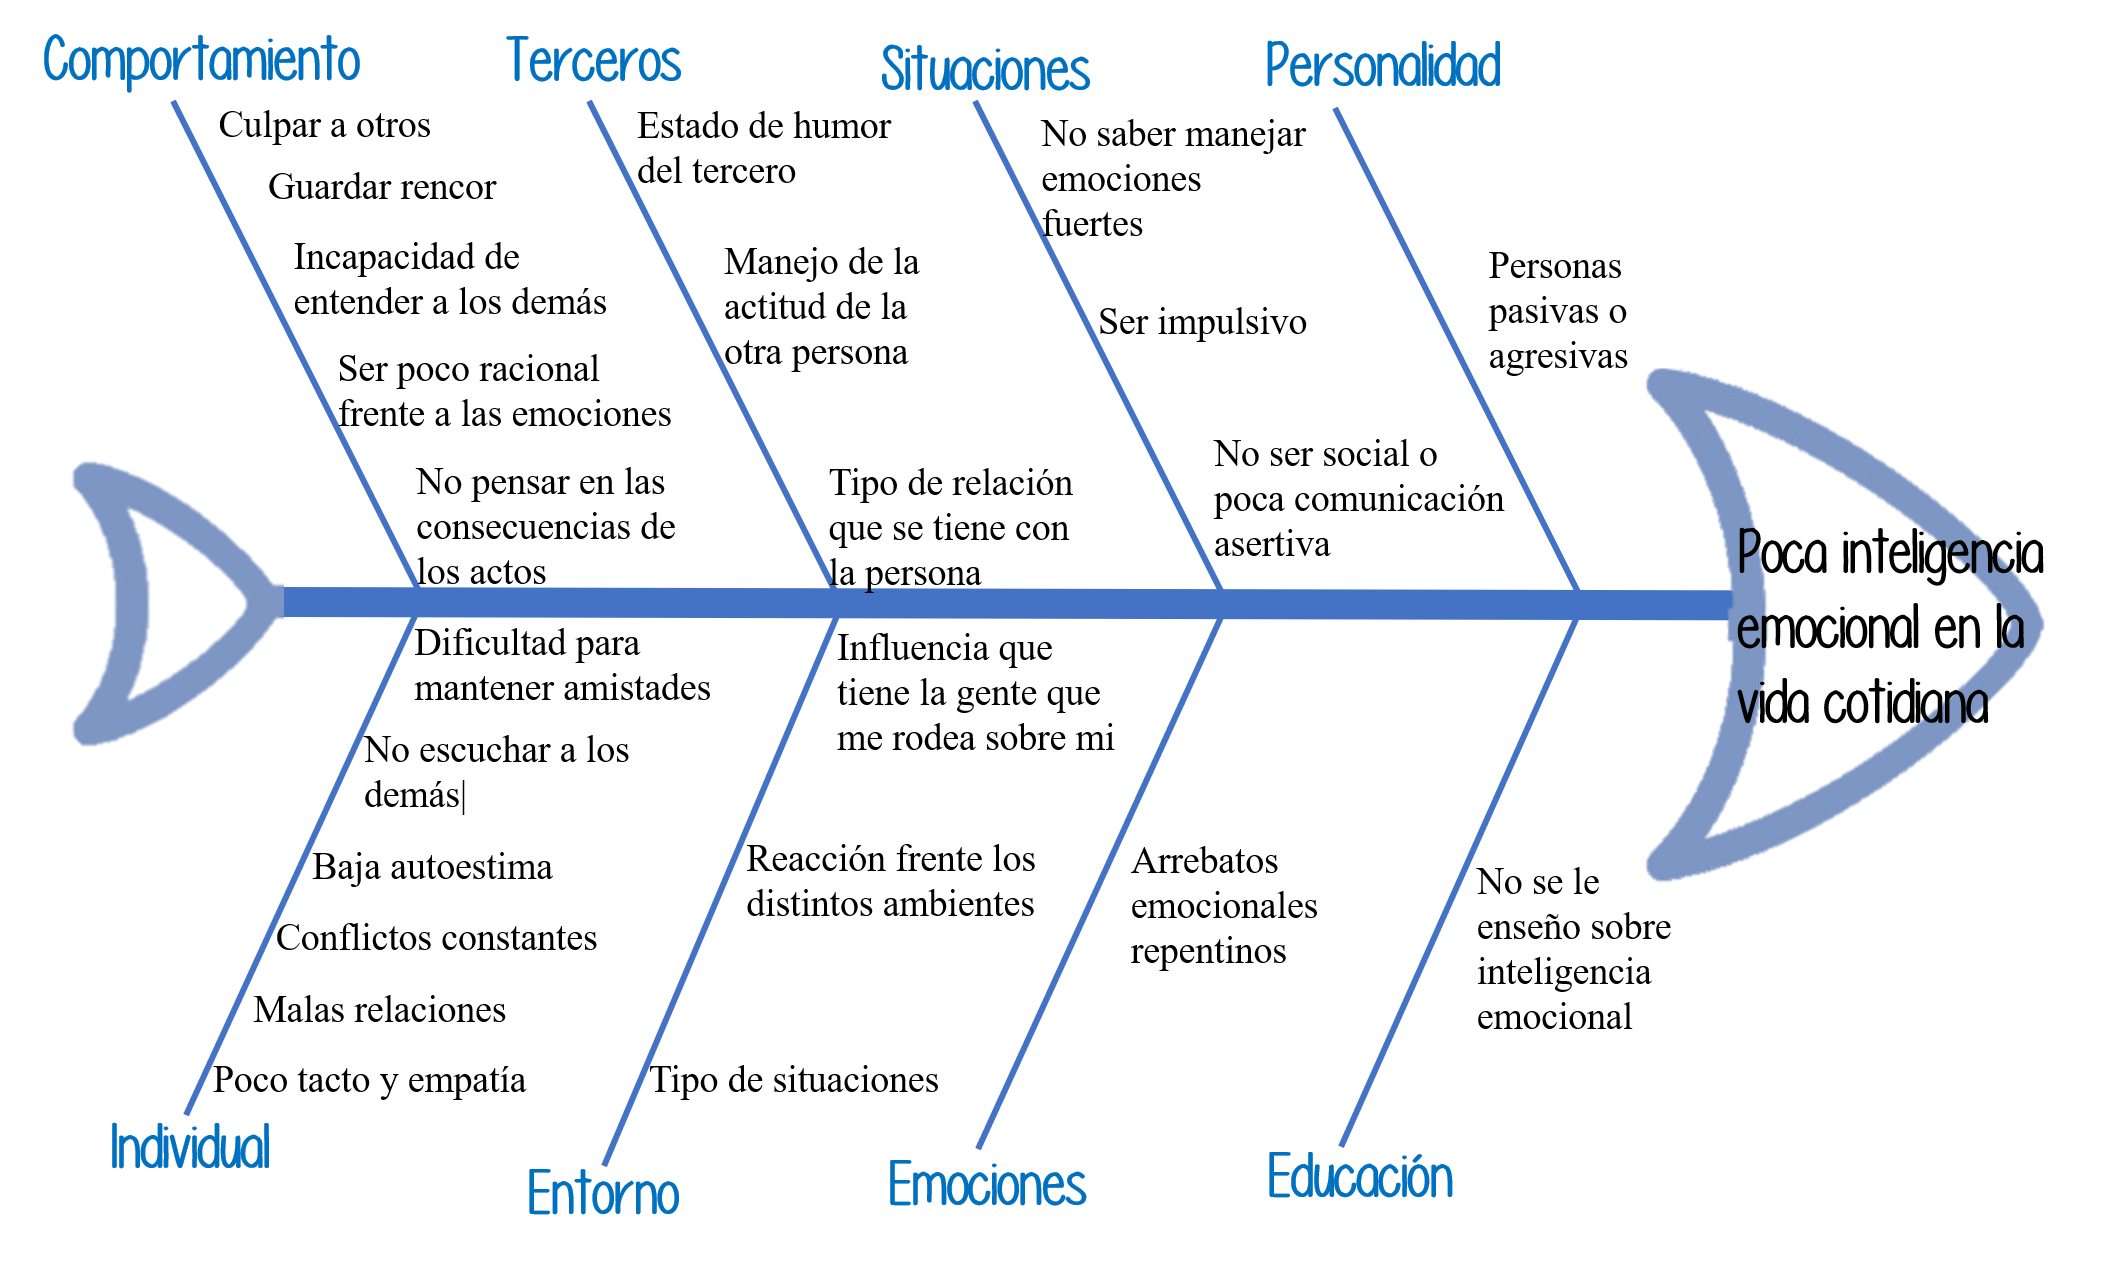 Comportamiento
Culpar a otros
Guardar rencor
Incapacidad de
entender a los demás
Ser poco racional
frente a las emociones
No pensar en las
consecuencias de
los actos
Terceros
Estado de humor
del tercero
Manejo de la
actitud de la
otra persona
Tipo de relación
que se tiene con
la persona
Situaciones
No saber manejar
emociones
fuertes
Ser impulsivo
No ser social o
poca comunicación
asertiva
Personalidad
Personas
pasivas o
agresivas
Poca inteligencia
emocional en la
vida cotidiana
Dificultad para
mantener amistades
No escuchar a los
demás|
Baja autoestima
Conflictos constantes
Malas relaciones
Poco tacto y empatía
Individual
Influencia que
tiene la gente que
me rodea sobre mi
Reacción frente los
distintos ambientes
Tipo de situaciones
Entorno
Arrebatos
emocionales
repentinos
Emociones
No se le
enseño sobre
inteligencia
emocional
Educación